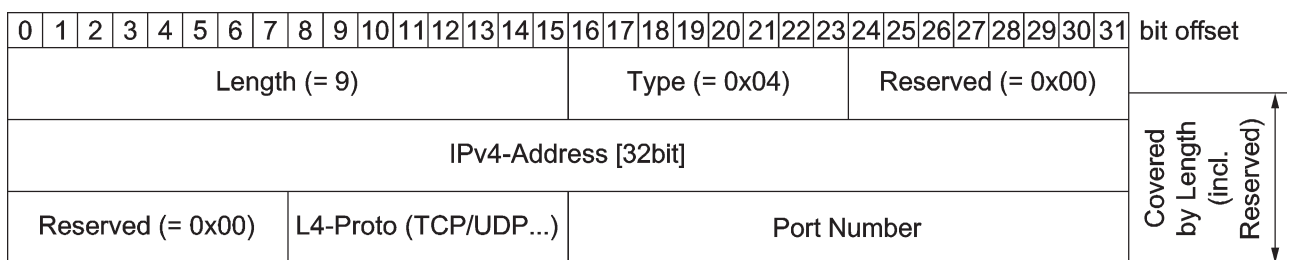 0 1 2 3 4 5 6 7 8 9 10 11 12 13 14 15 16 17 18 19 20 21 22 23 24 25 26 27 28 29 30 31 bit offset
Length (= 9) Type (= 0x04) Reserved (= 0x00)
IPv4-Address [32bit]
Reserved (= 0x00) L4-Proto (TCP/UDP...) Port Number
Covered
by Length
(incl.
Reserved)